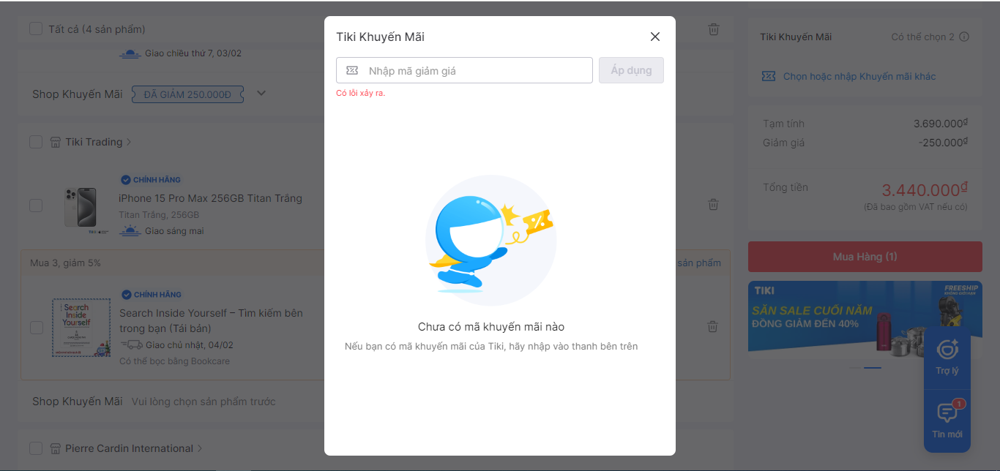 Tất cả (4 sản phẩm)
Giao chiều thứ 7, 03/02
Shop Khuyến Mãi
ĐÃ GIẢM 250.000Đ
Tiki Trading
CHÍNH HÃNG
iPhone 15 Pro Max 256GB Titan Trắng
Titan Trắng, 256GB
Giao sáng mai
Mua 3, giảm 5%
sản phẩm
Search
Inside
Yourself
CHÍNH HÃNG
Search Inside Yourself – Tìm kiếm bên
trong bạn (Tái bản)
Giao chủ nhật, 04/02
Có thể bọc bằng Bookcare
Shop Khuyến Mãi
Vui lòng chọn sản phẩm trước
Pierre Cardin International
Tiki Khuyến Mãi
Nhập mã giảm giá
Áp dụng
Có lỗi xảy ra.
Chưa có mã khuyến mãi nào
Nếu bạn có mã khuyến mãi của Tiki, hãy nhập vào thanh bên trên
Tiki Khuyến Mãi
Có thể chọn 2
Chọn hoặc nhập Khuyến mãi khác
Tạm tính
3.690.000₫
Giảm giá
-250.000₫
Tổng tiền
3.440.000₫
(Đã bao gồm VAT nếu có)
Mua Hàng (1)
TIKI
FREESHIP
KHÔNG GIỚI HẠN
SĂN SALE CUỐI NĂM
ĐỒNG GIẢM ĐẾN 40%
Trợ lý
1
Tin mới